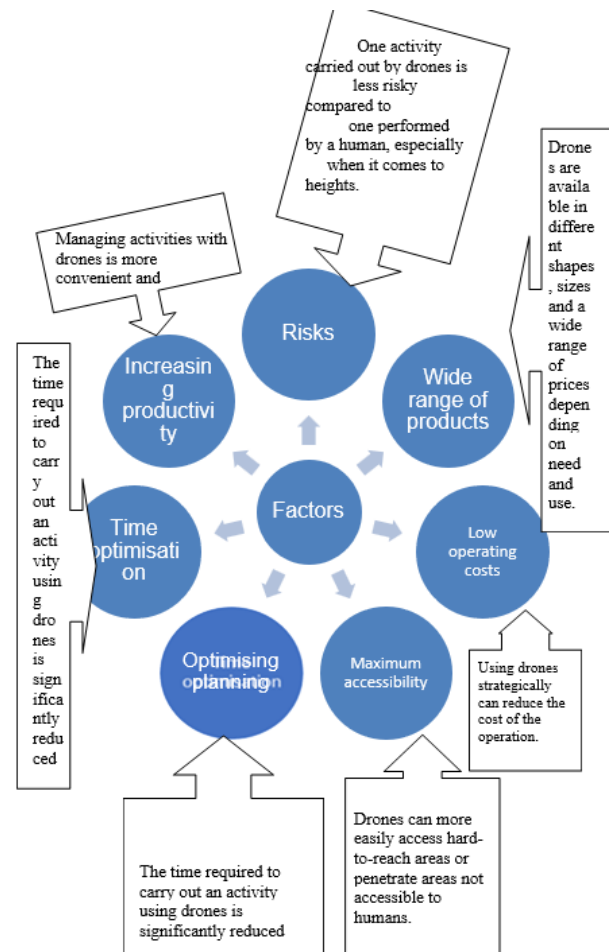 One activity
carried out by drones is
less risky
compared to
one performed
by a human, especially
when it comes to
heights.
Drone
s are
availa
ble in
differe
nt
shapes
, sizes
and a
wide
range
of
prices
depen
ding
on
need
and
use.
Managing activities with
drones is more
convenient and
Risks
Increasin
g
productivi
ty
Wide
range of
products
The
time
requ
ired
to
carr
y
out
an
acti
vity
usin
g
dro
nes
is
sign
ifica
ntly
redu
ced
Factors
Time
optimisati
on
Low
operating
costs
Optimising
planning
optimisation
Maximum
accessibility
Using drones
strategically
can reduce the
cost of the
operation.
The time required to
carry out an activity
using drones is
significantly reduced
Drones can more
easily access hard-
to-reach areas or
penetrate areas not
accessible to
humans.